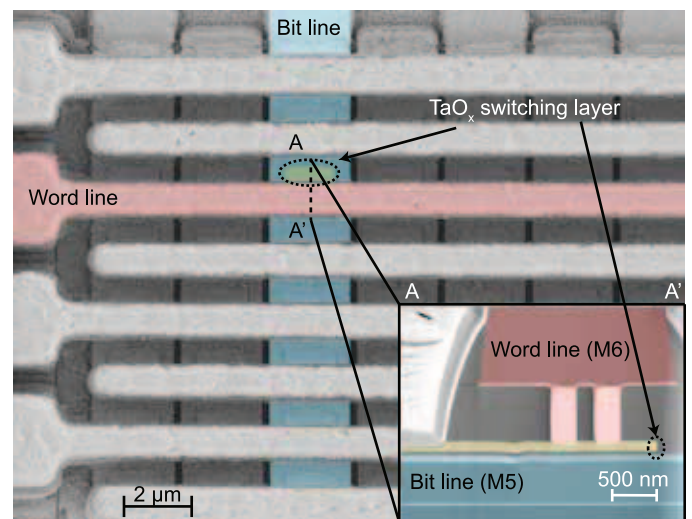 Bit line
TaOₓ switching layer
A
Word line
A'
A
A'
Word line (M6)
Bit line (M5)
500 nm
2 μm